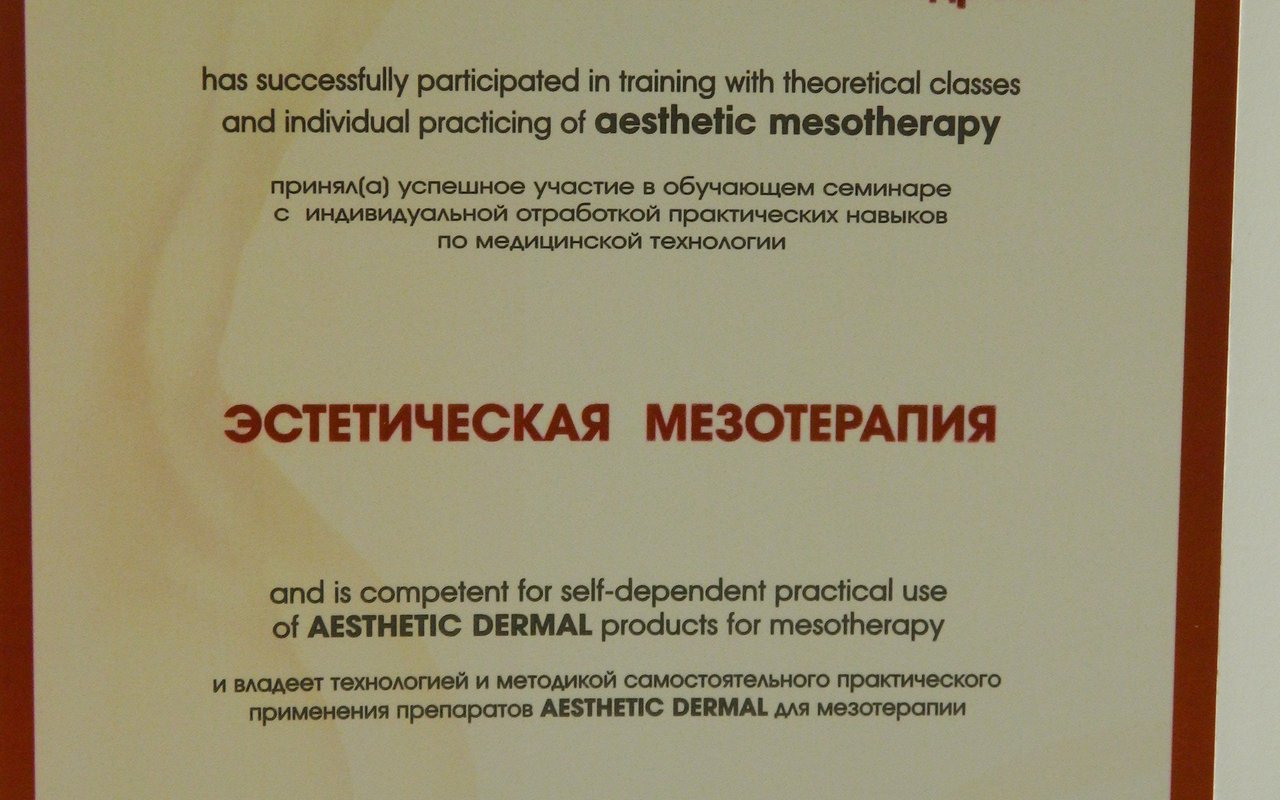 has successfully participated in training with theoretical classes
and individual practicing of aesthetic mesotherapy
принял(а) успешное участие в обучающем семинаре
с индивидуальной отработкой практических навыков
по медицинской технологии
ЭСТЕТИЧЕСКАЯ МЕЗОТЕРАПИЯ
and is competent for self-dependent practical use
of AESTHETIC DERMAL products for mesotherapy
и владеет технологией и методикой самостоятельного практического
применения препаратов AESTHETIC DERMAL для мезотерапии